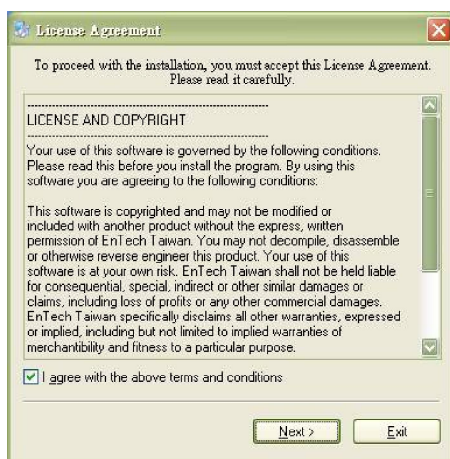 License Agreement
To proceed with the installation, you must accept this License Agreement.
Please read it carefully.
----------------------------------------------------------------
LICENSE AND COPYRIGHT
----------------------------------------------------------------
Your use of this software is governed by the following conditions.
Please read this before you install the program. By using this
software you are agreeing to the following conditions:
This software is copyrighted and may not be modified or
included with another product without the express, written
permission of EnTech Taiwan. You may not decompile, disassemble
or otherwise reverse engineer this product. Your use of this
software is at your own risk. EnTech Taiwan shall not be held liable
for consequential, special, indirect or other similar damages or
claims, including loss of profits or any other commercial damages.
EnTech Taiwan specifically disclaims all other warranties, expressed
or implied, including but not limited to implied warranties of
merchantibility and fitness to a particular purpose.
I agree with the above terms and conditions
Next >
Exit